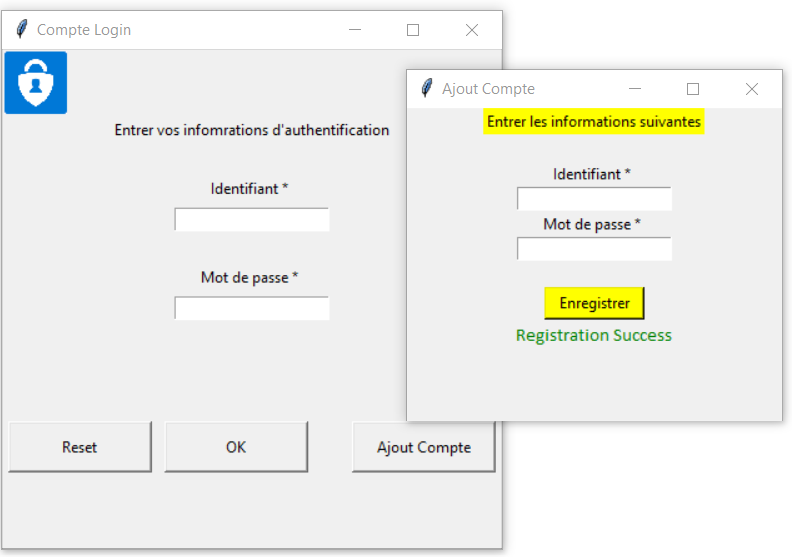 Compte Login
Entrer vos infomrations d'authentification
Identifiant *
Mot de passe *
Reset
OK
Ajout Compte
Ajout Compte
Entrer les informations suivantes
Identifiant *
Mot de passe *
Enregistrer
Registration Success